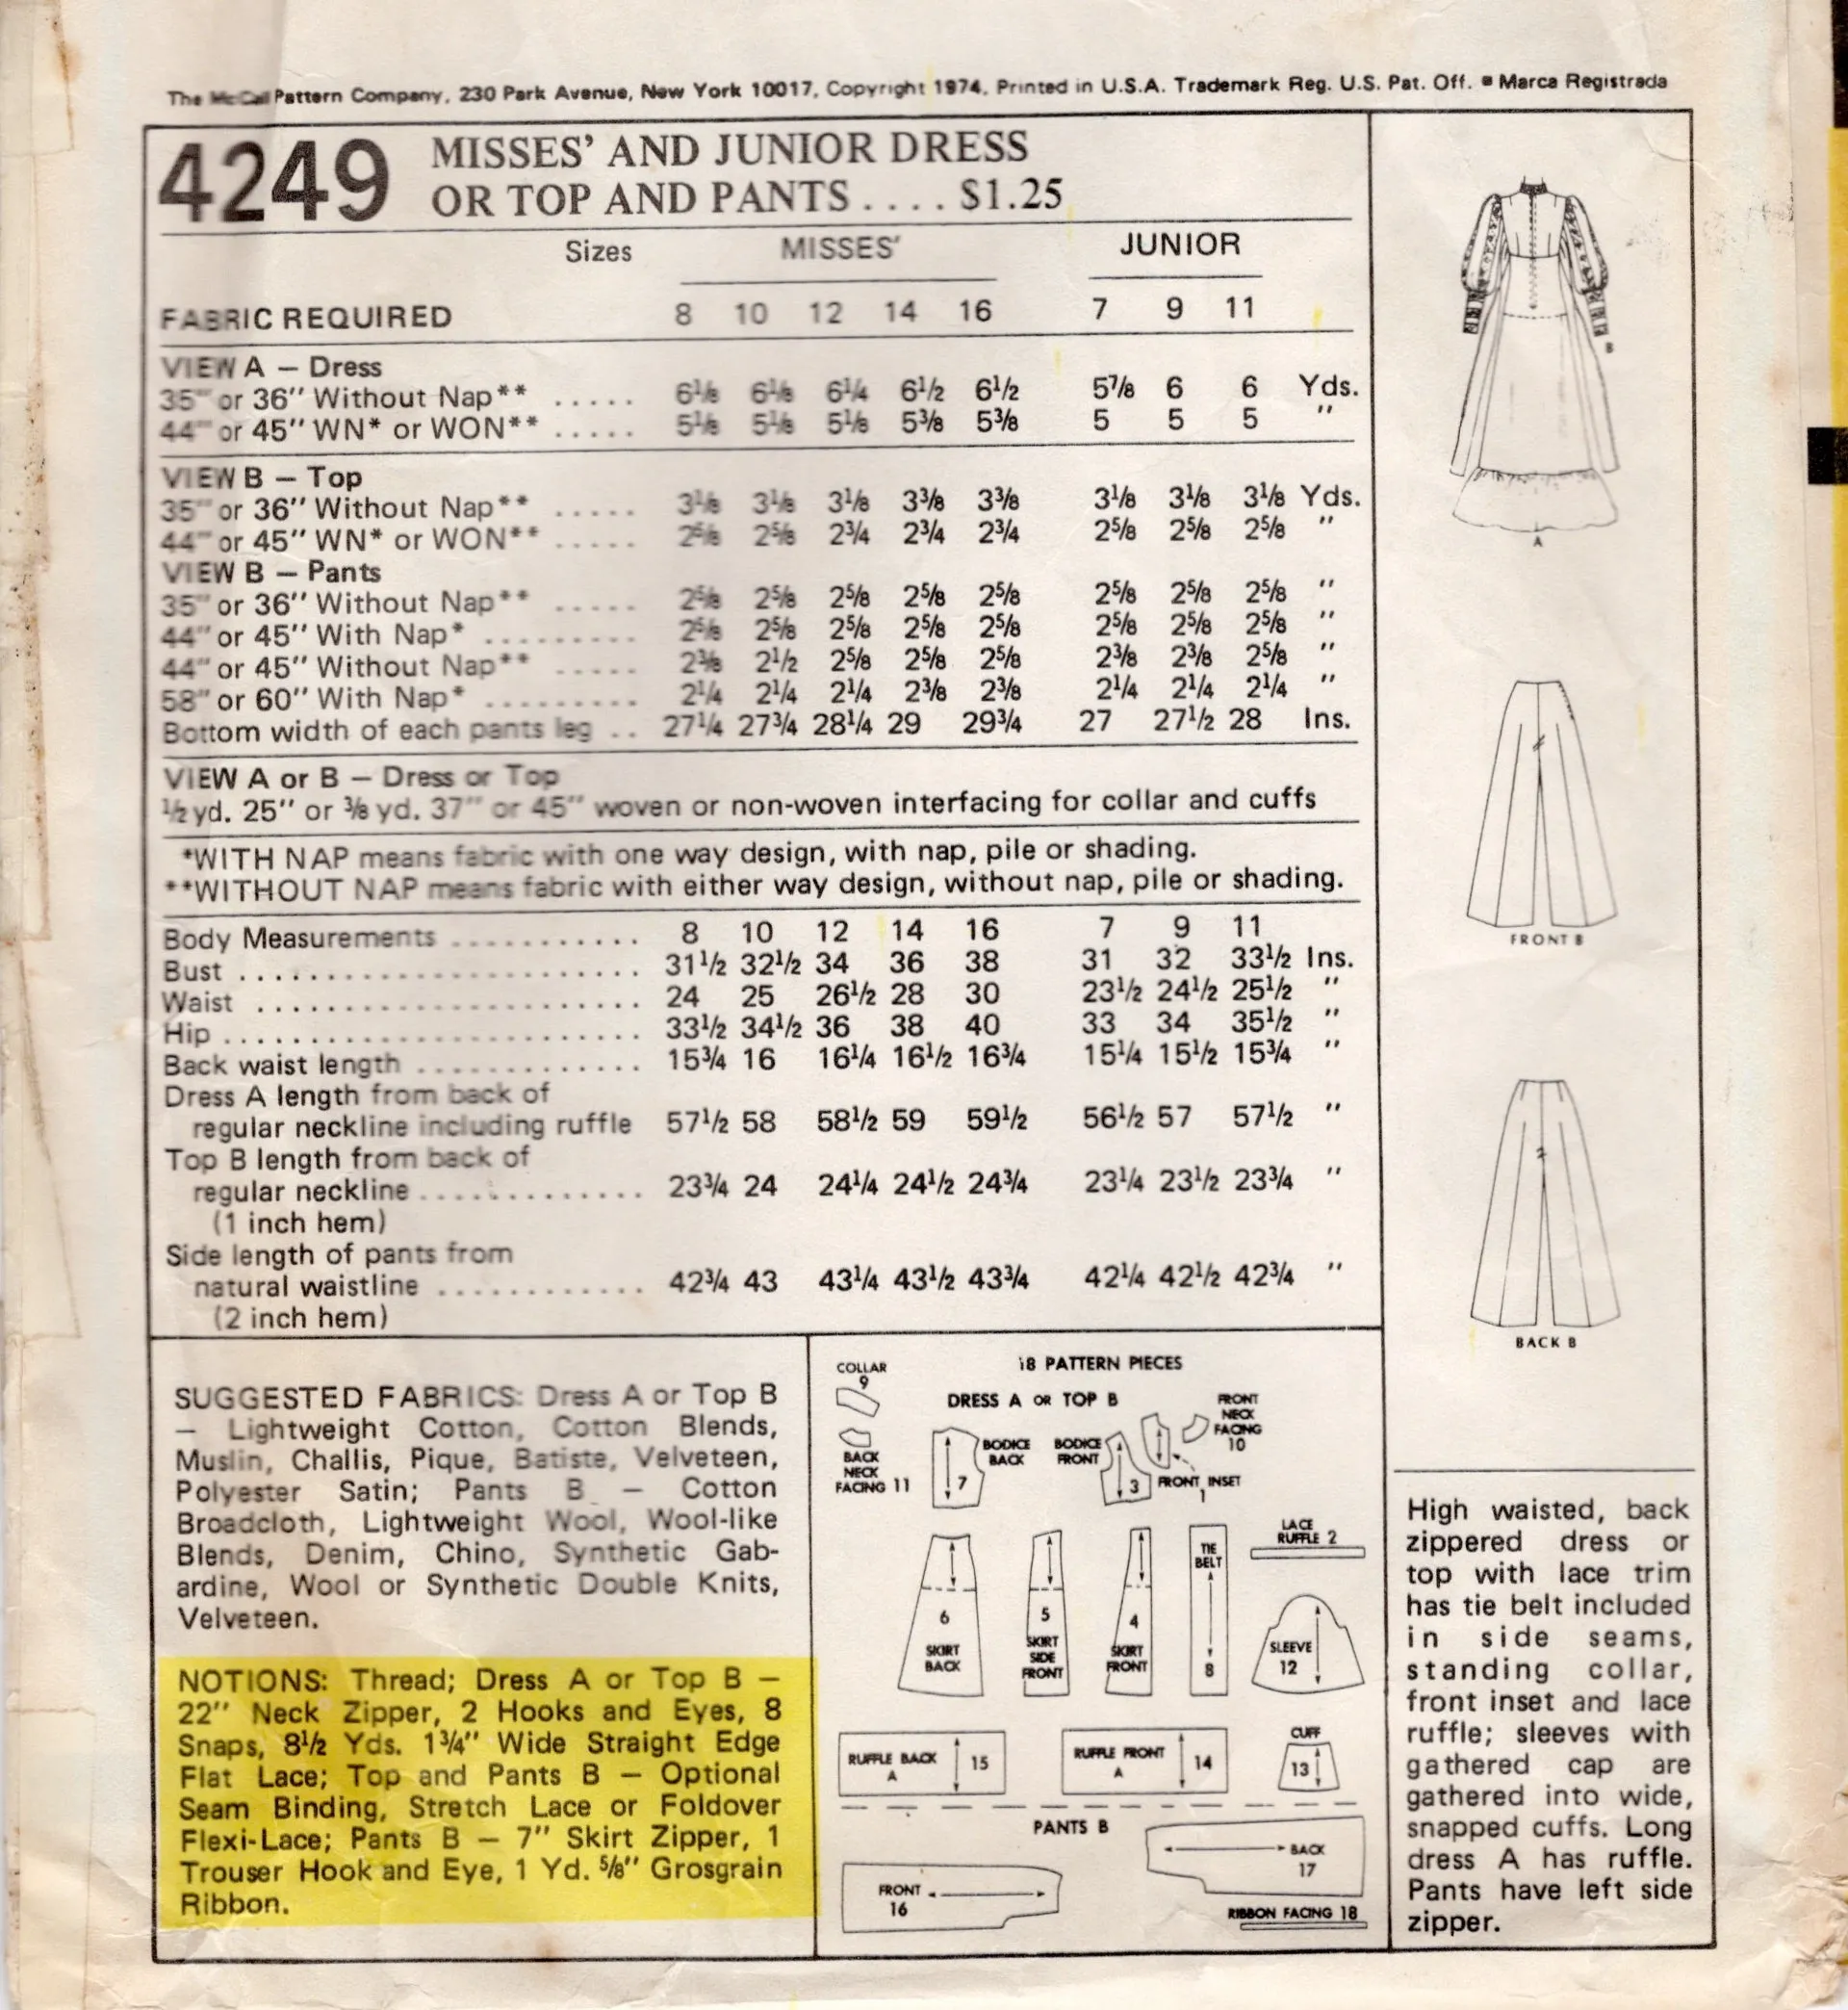 The McCall Pattern Company, 230 Park Avenue, New York 10017, Copyright 1974, Printed in U.S.A. Trademark Reg. U.S. Pat. Off. ■ Marca Registrada
4249 MISSES' AND JUNIOR DRESS
OR TOP AND PANTS .... $1.25
Sizes MISSES' JUNIOR
FABRIC REQUIRED 8 10 12 14 16 7 9 11
VIEW A — Dress
35" or 36" Without Nap** ..... 6⅛ 6⅛ 6¼ 6½ 6½ 5⅞ 6 6 Yds.
44" or 45" WN* or WON** ..... 5⅛ 5⅛ 5⅛ 5⅜ 5⅜ 5 5 5 "
VIEW B — Top
35" or 36" Without Nap** ..... 3⅛ 3⅛ 3⅛ 3⅜ 3⅜ 3⅛ 3⅛ 3⅛ Yds.
44" or 45" WN* or WON** ..... 2⅝ 2⅝ 2¾ 2¾ 2¾ 2⅝ 2⅝ 2⅝ "
VIEW B — Pants
35" or 36" Without Nap** ..... 2⅝ 2⅝ 2⅝ 2⅝ 2⅝ 2⅝ 2⅝ 2⅝ "
44" or 45" With Nap* ......... 2⅝ 2⅝ 2⅝ 2⅝ 2⅝ 2⅝ 2⅝ 2⅝ "
44" or 45" Without Nap** ..... 2⅜ 2½ 2⅝ 2⅝ 2⅝ 2⅜ 2⅜ 2⅝ "
58" or 60" With Nap* ......... 2¼ 2¼ 2¼ 2⅜ 2⅜ 2¼ 2¼ 2¼ "
Bottom width of each pants leg .. 27¼ 27¾ 28¼ 29 29¾ 27 27½ 28 Ins.
VIEW A or B — Dress or Top
½ yd. 25" or ⅜ yd. 37" or 45" woven or non-woven interfacing for collar and cuffs
*WITH NAP means fabric with one way design, with nap, pile or shading.
**WITHOUT NAP means fabric with either way design, without nap, pile or shading.
Body Measurements ........... 8 10 12 14 16 7 9 11
Bust ........................ 31½ 32½ 34 36 38 31 32 33½ Ins.
Waist ....................... 24 25 26½ 28 30 23½ 24½ 25½ "
Hip ......................... 33½ 34½ 36 38 40 33 34 35½ "
Back waist length ............. 15¾ 16 16¼ 16½ 16¾ 15¼ 15½ 15¾ "
Dress A length from back of
regular neckline including ruffle 57½ 58 58½ 59 59½ 56½ 57 57½ "
Top B length from back of
regular neckline ............. 23¾ 24 24¼ 24½ 24¾ 23¼ 23½ 23¾ "
(1 inch hem)
Side length of pants from
natural waistline ............ 42¾ 43 43¼ 43½ 43¾ 42¼ 42½ 42¾ "
(2 inch hem)
SUGGESTED FABRICS: Dress A or Top B
— Lightweight Cotton, Cotton Blends,
Muslin, Challis, Pique, Batiste, Velveteen,
Polyester Satin; Pants B — Cotton
Broadcloth, Lightweight Wool, Wool-like
Blends, Denim, Chino, Synthetic Gab-
ardine, Wool or Synthetic Double Knits,
Velveteen.
NOTIONS: Thread; Dress A or Top B —
22" Neck Zipper, 2 Hooks and Eyes, 8
Snaps, 8½ Yds. 1¾" Wide Straight Edge
Flat Lace; Top and Pants B — Optional
Seam Binding, Stretch Lace or Foldover
Flexi-Lace; Pants B — 7" Skirt Zipper, 1
Trouser Hook and Eye, 1 Yd. ⅝" Grosgrain
Ribbon.
18 PATTERN PIECES
DRESS A OR TOP B
COLLAR
9
BACK
NECK
FACING 11
BODICE
BACK
7
BODICE
FRONT
3
FRONT INSET
1
FRONT
NECK
FACING
10
6
SKIRT
BACK
5
SKIRT
SIDE
FRONT
4
SKIRT
FRONT
TIE
BELT
8
LACE
RUFFLE 2
SLEEVE
12
RUFFLE BACK
A
15
RUFFLE FRONT
A
14
CUFF
13
PANTS B
FRONT
16
BACK
17
RIBBON FACING 18
B
A
FRONT B
BACK B
High waisted, back
zippered dress or
top with lace trim
has tie belt included
in side seams,
standing collar,
front inset and lace
ruffle; sleeves with
gathered cap are
gathered into wide,
snapped cuffs. Long
dress A has ruffle.
Pants have left side
zipper.